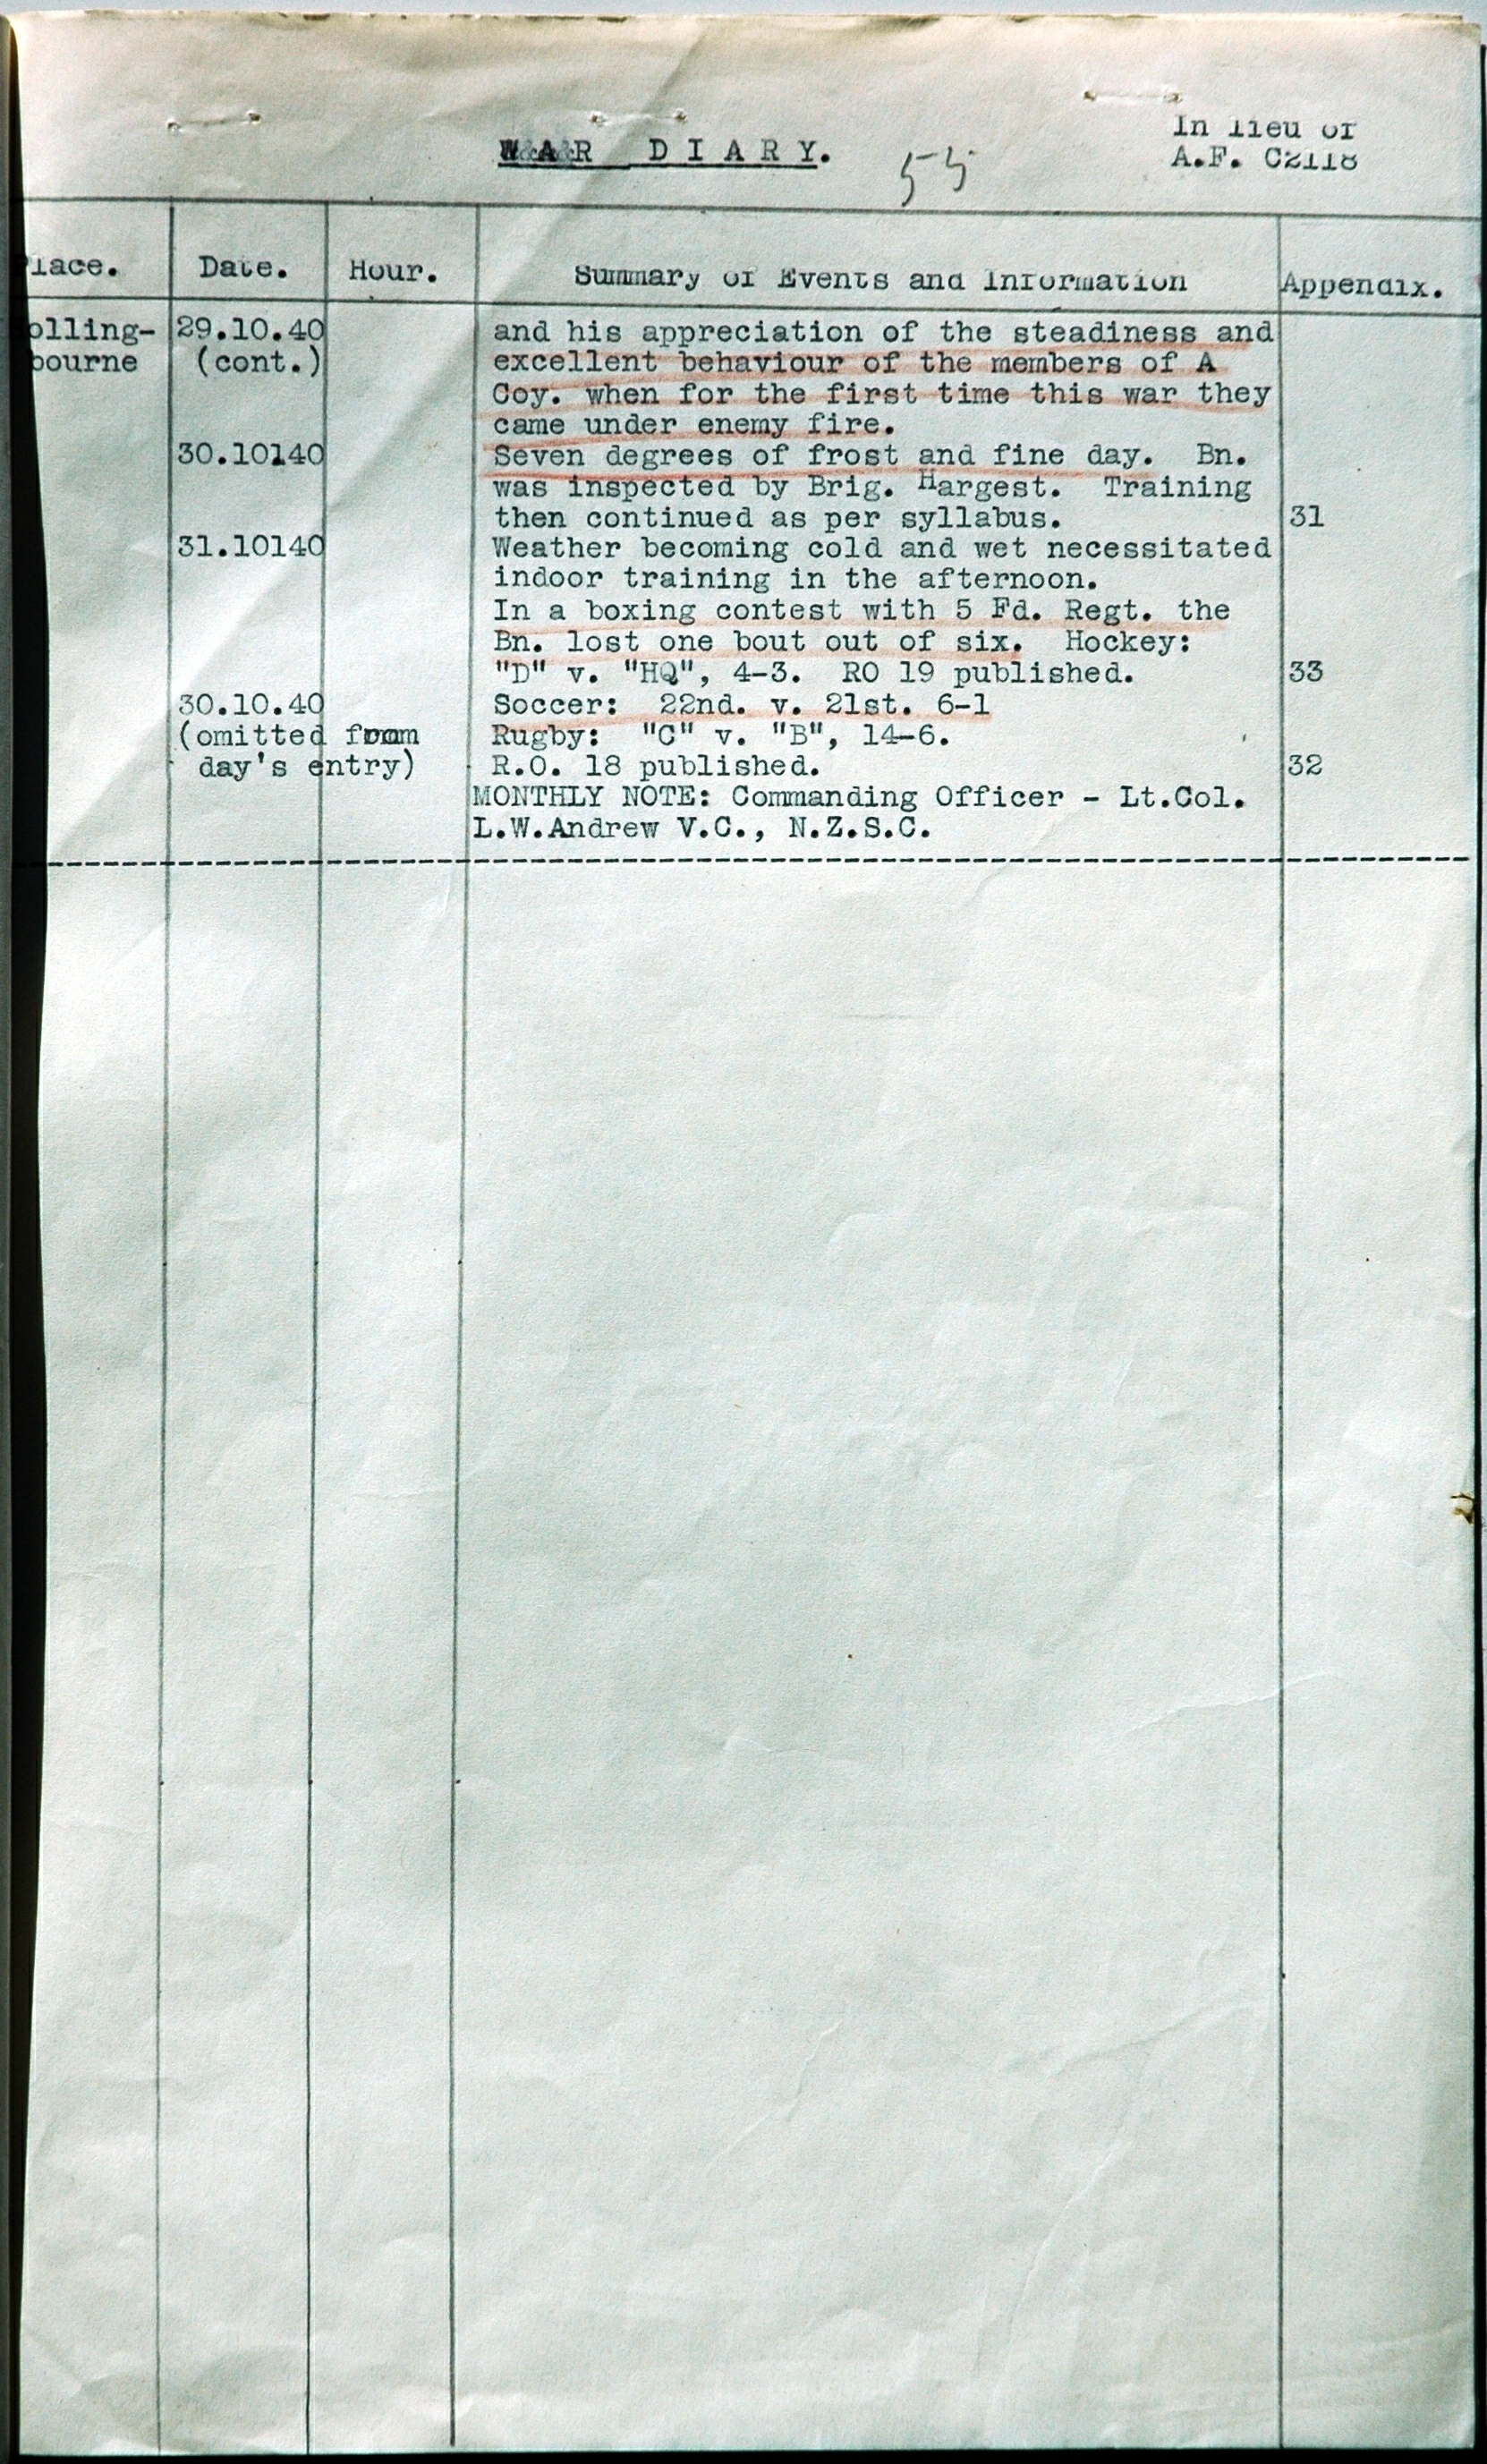 WAR DIARY.
55
In lieu of
A.F. C2118
lace. Date. Hour. Summary of Events and Information Appendix.
olling- 29.10.40 and his appreciation of the steadiness and
bourne (cont.) excellent behaviour of the members of A
Coy. when for the first time this war they
came under enemy fire.
30.10140 Seven degrees of frost and fine day. Bn.
was inspected by Brig. Hargest. Training
then continued as per syllabus. 31
31.10140 Weather becoming cold and wet necessitated
indoor training in the afternoon.
In a boxing contest with 5 Fd. Regt. the
Bn. lost one bout out of six. Hockey:
"D" v. "HQ", 4-3. RO 19 published. 33
30.10.40 Soccer: 22nd. v. 21st. 6-1
(omitted from Rugby: "C" v. "B", 14-6.
day's entry) R.O. 18 published. 32
MONTHLY NOTE: Commanding Officer - Lt.Col.
L.W.Andrew V.C., N.Z.S.C.